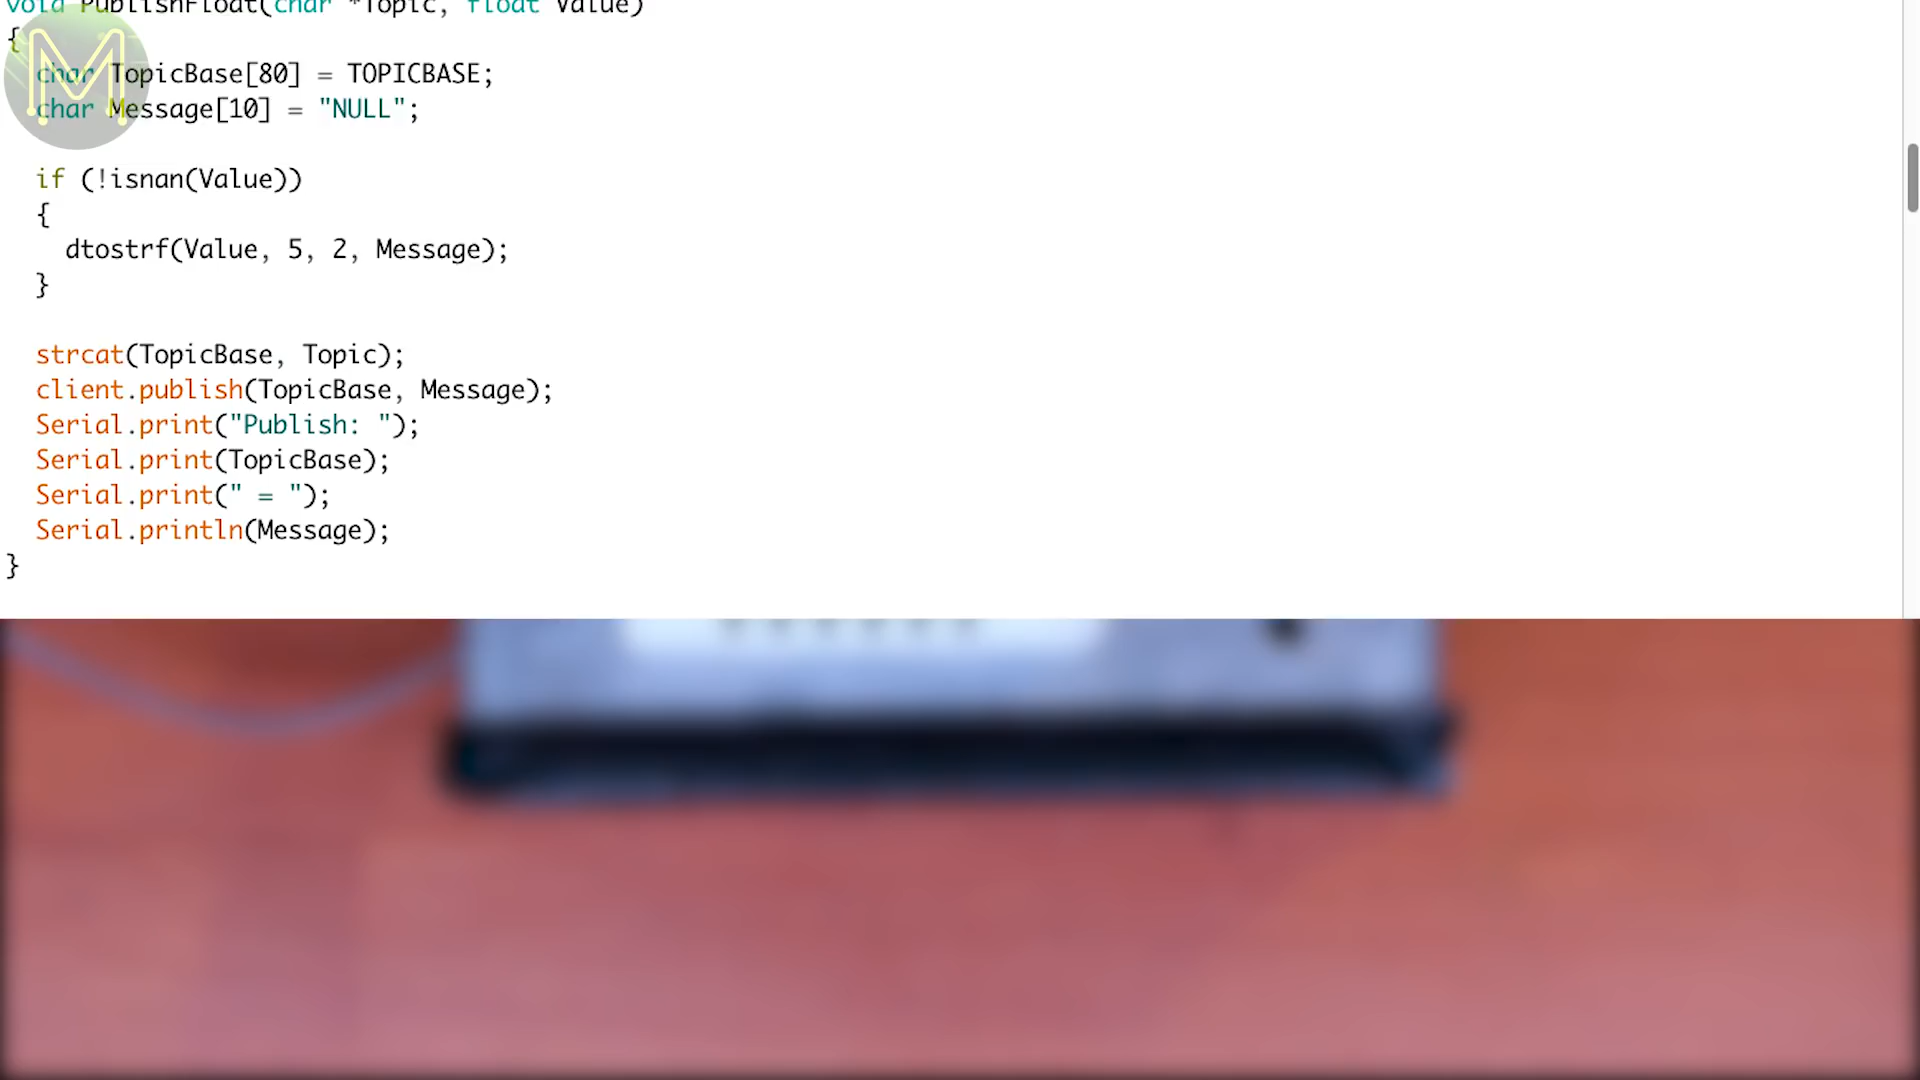 void PublishFloat(char *Topic, float Value)
{
char TopicBase[80] = TOPICBASE;
char Message[10] = "NULL";
if (!isnan(Value))
{
dtostrf(Value, 5, 2, Message);
}
strcat(TopicBase, Topic);
client.publish(TopicBase, Message);
Serial.print("Publish: ");
Serial.print(TopicBase);
Serial.print(" = ");
Serial.println(Message);
}
M